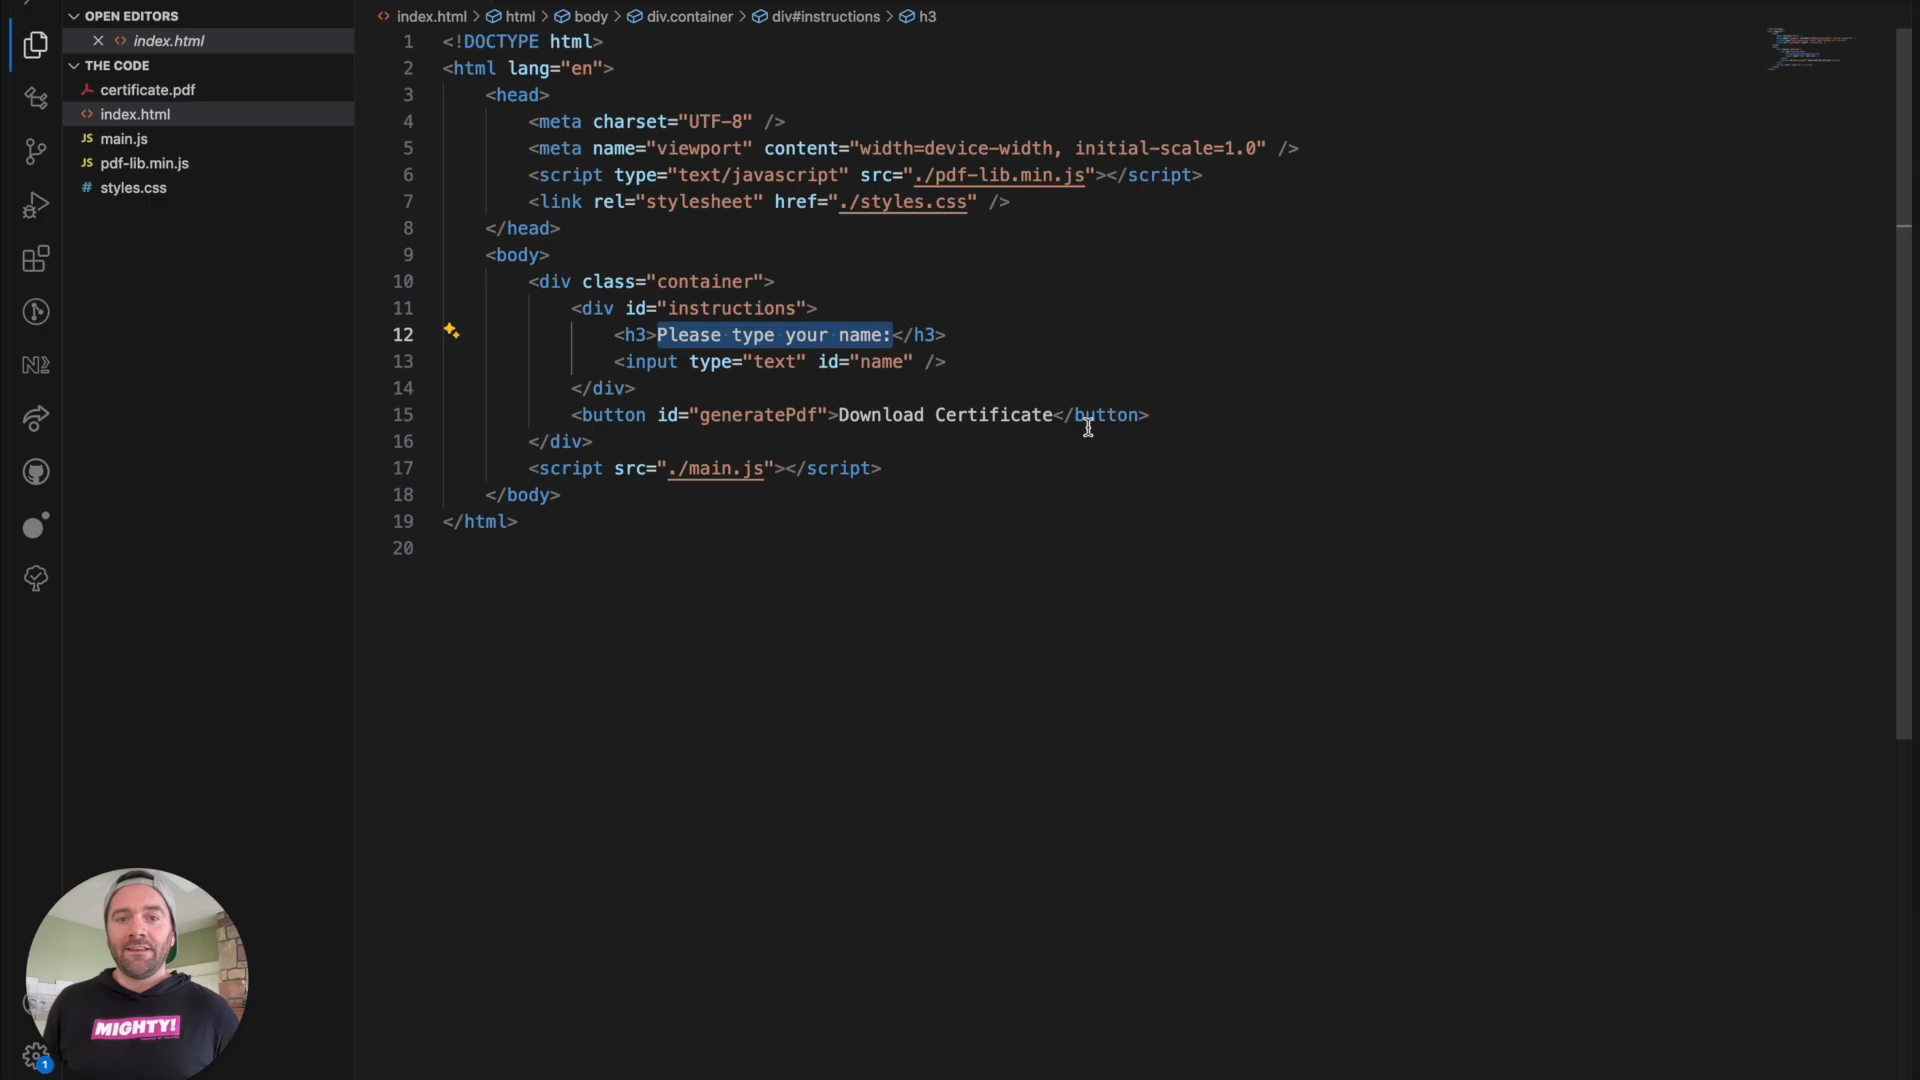 OPEN EDITORS
index.html
THE CODE
certificate.pdf
index.html
JS main.js
JS pdf-lib.min.js
# styles.css
index.html > html > body > div.container > div#instructions > h3
1 <!DOCTYPE html>
2 <html lang="en">
3 <head>
4 <meta charset="UTF-8" />
5 <meta name="viewport" content="width=device-width, initial-scale=1.0" />
6 <script type="text/javascript" src="./pdf-lib.min.js"></script>
7 <link rel="stylesheet" href="./styles.css" />
8 </head>
9 <body>
10 <div class="container">
11 <div id="instructions">
12 <h3>Please type your name:</h3>
13 <input type="text" id="name" />
14 </div>
15 <button id="generatePdf">Download Certificate</button>
16 </div>
17 <script src="./main.js"></script>
18 </body>
19 </html>
20
MIGHTY!
1